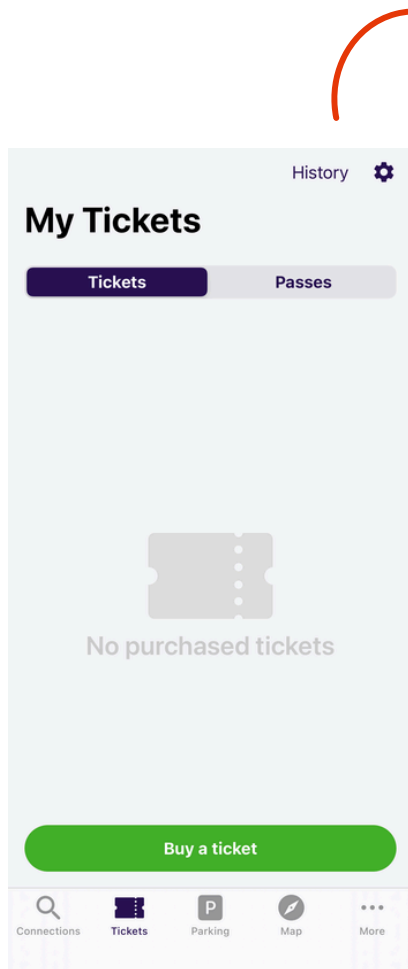 History
My Tickets
Tickets Passes
No purchased tickets
Buy a ticket
P
Connections Tickets Parking Map More